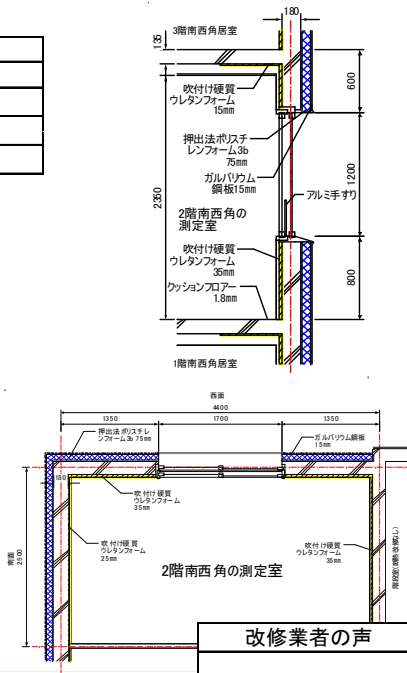 180
3階南西角居室
135
600
吹付け硬質
ウレタンフォーム
15mm
押出法ポリスチ
レンフォーム3b
75mm
ガルバリウム
鋼板15mm
アルミ手すり
1200
2350
2階南西角の
測定室
吹付け硬質
ウレタンフォーム
35mm
クッションフロアー
1.8mm
800
1階南西角居室
西面
4400
1350
1700
1350
押出法ポリスチレ
ンフォーム3b 75mm
ガルバリウム鋼板
15mm
180
吹付け硬質
ウレタンフォーム
35mm
吹付け硬質
ウレタンフォーム
25mm
吹付け硬質
ウレタンフォーム
35mm
南面
2500
2階南西角の測定室
改修業者の声